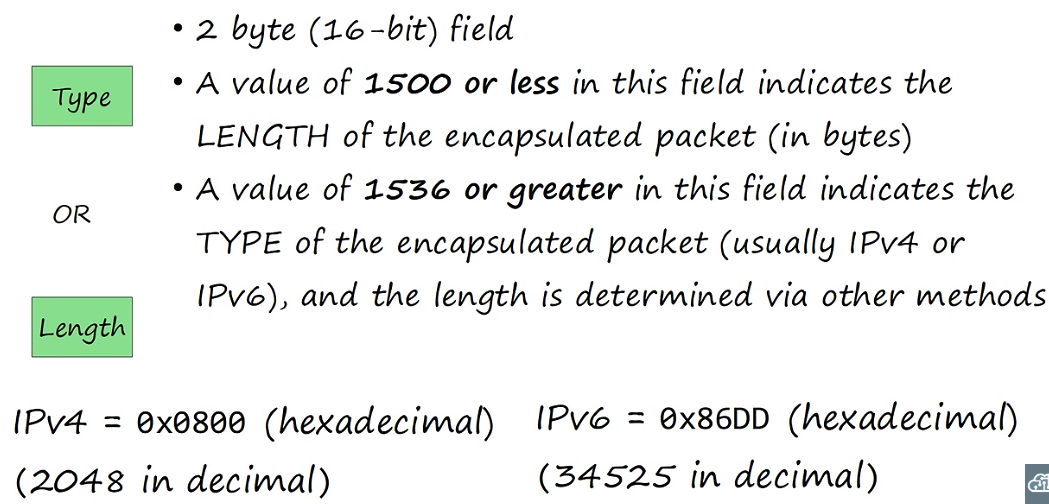 • 2 byte (16-bit) field
Type
• A value of 1500 or less in this field indicates the
LENGTH of the encapsulated packet (in bytes)
• A value of 1536 or greater in this field indicates the
OR
TYPE of the encapsulated packet (usually IPv4 or
IPv6), and the length is determined via other methods
Length
IPv4 = 0x0800 (hexadecimal)
(2048 in decimal)
IPv6 = 0x86DD (hexadecimal)
(34525 in decimal)